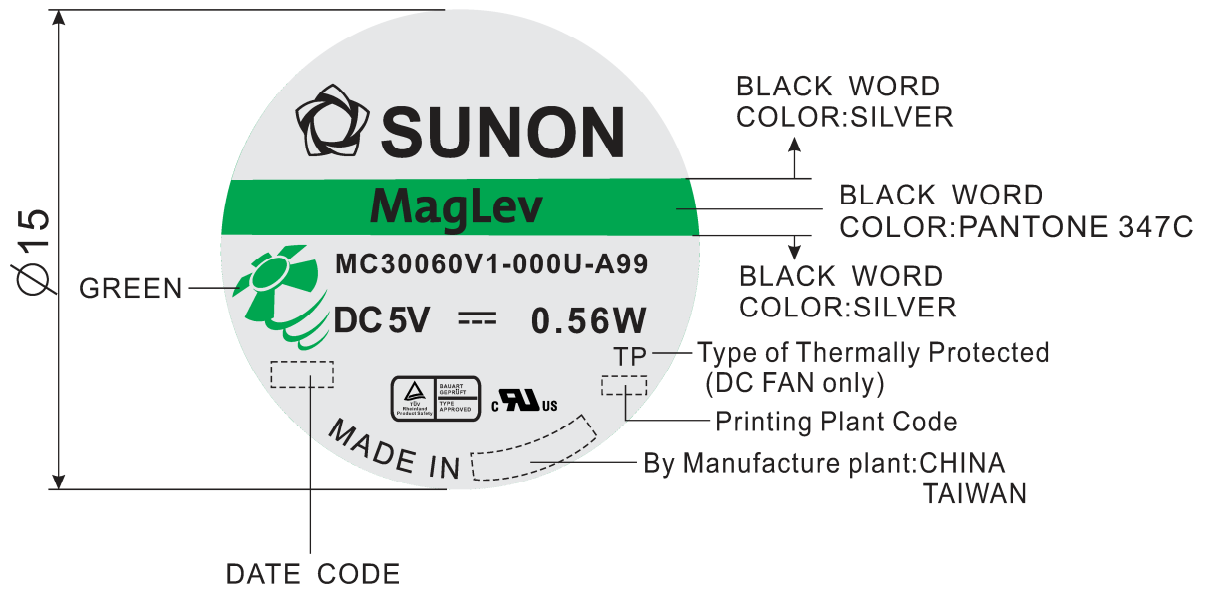 BLACK WORD
COLOR:SILVER
SUNON
MagLev
BLACK WORD
COLOR:PANTONE 347C
Ø15
MC30060V1-000U-A99
BLACK WORD
COLOR:SILVER
GREEN
DC 5V 0.56W
TP
Type of Thermally Protected
(DC FAN only)
TÜV
Rheinland
Product Safety
BAUART
GEPRÜFT
TYPE
APPROVED
C RU US
Printing Plant Code
MADE IN
By Manufacture plant:CHINA
TAIWAN
DATE CODE